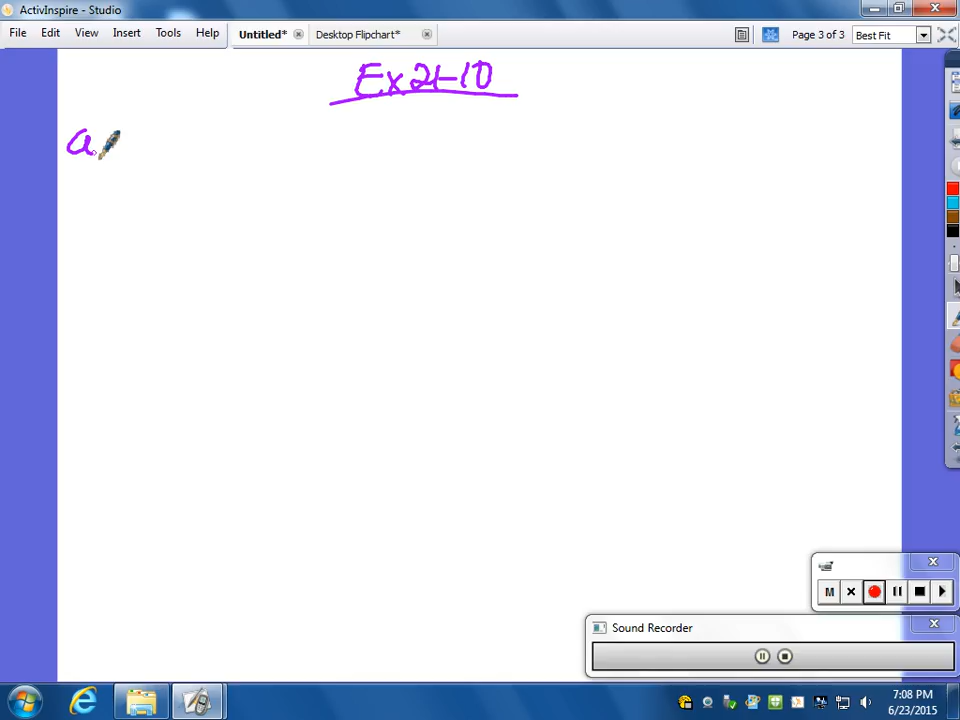 ActivInspire - Studio
File Edit View Insert Tools Help Untitled* Desktop Flipchart* Page 3 of 3 Best Fit
Ex 21-10
a.
M
Sound Recorder
7:08 PM
6/23/2015